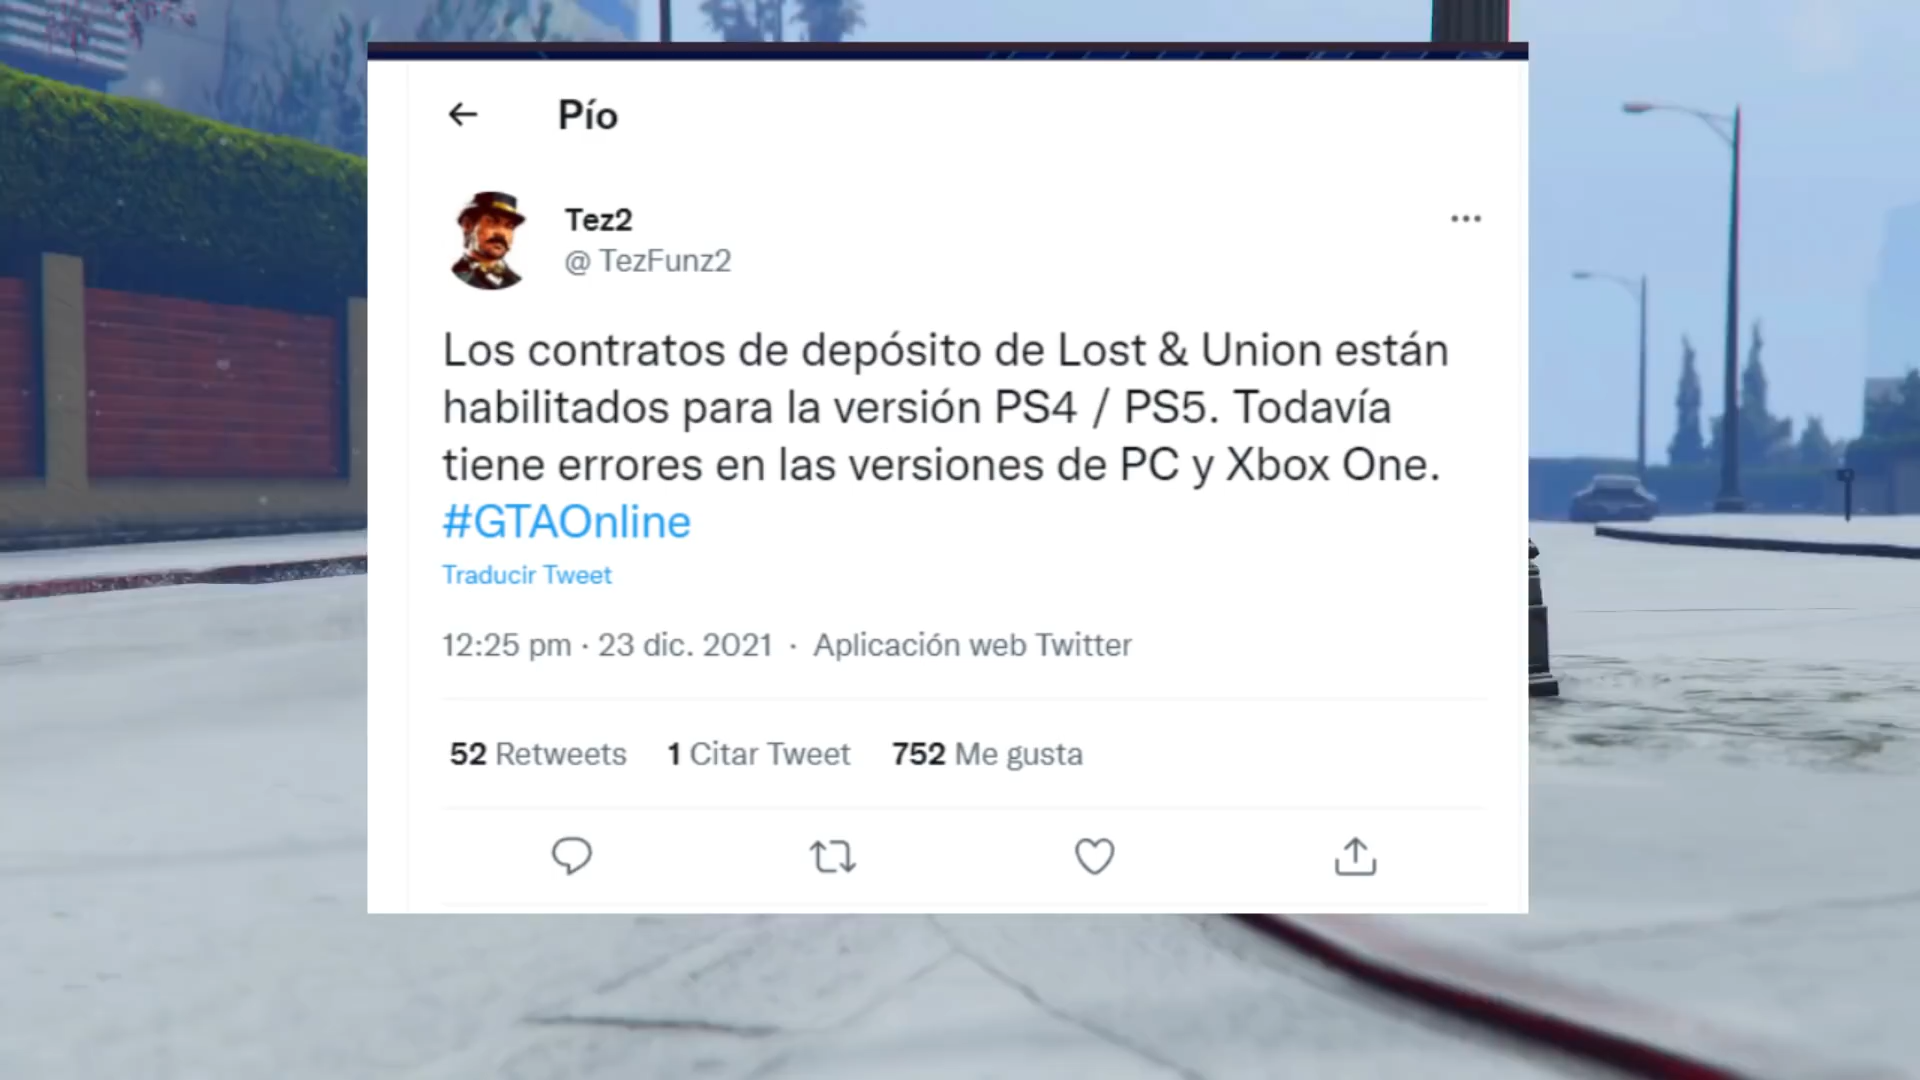 Pío
Tez2
@ TezFunz2
Los contratos de depósito de Lost & Union están
habilitados para la versión PS4 / PS5. Todavía
tiene errores en las versiones de PC y Xbox One.
#GTAOnline
Traducir Tweet
12:25 pm · 23 dic. 2021 · Aplicación web Twitter
52 Retweets 1 Citar Tweet 752 Me gusta